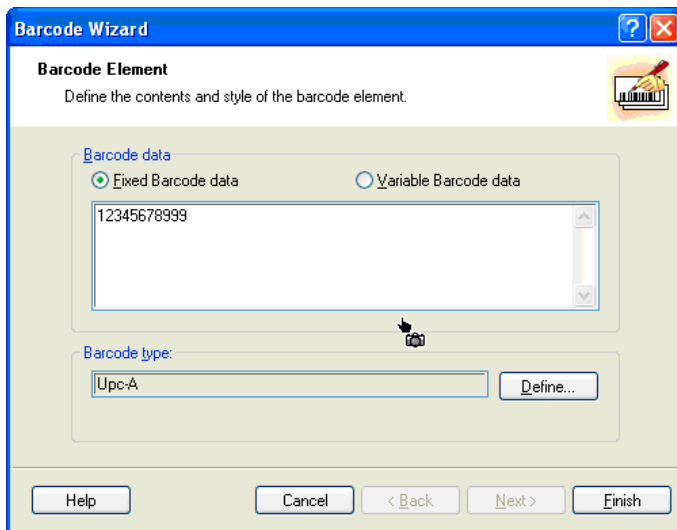 Barcode Wizard
Barcode Element
Define the contents and style of the barcode element.
Barcode data
Fixed Barcode data Variable Barcode data
12345678999
Barcode type:
Upc-A Define...
Help Cancel < Back Next > Finish